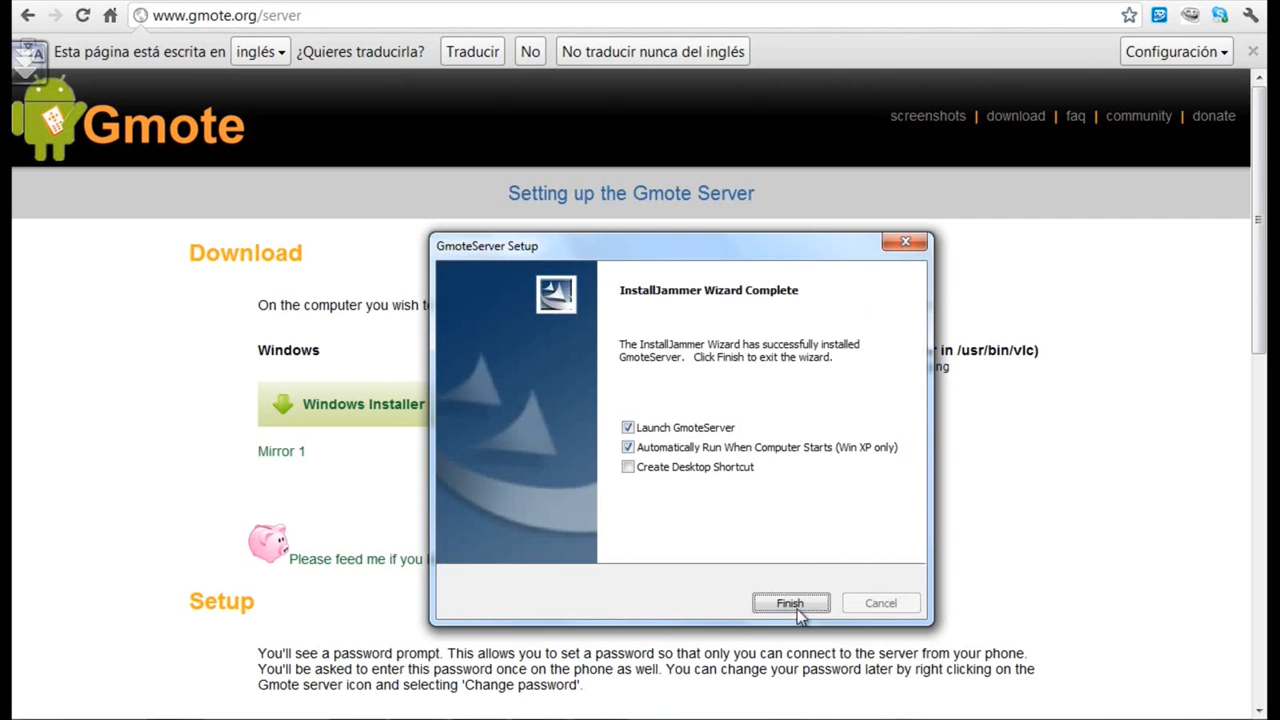 www.gmote.org/server
Esta página está escrita en inglés ¿Quieres traducirla? Traducir No No traducir nunca del inglés Configuración
Gmote
screenshots | download | faq | community | donate
Setting up the Gmote Server
Download
On the computer you wish
Windows
r in /usr/bin/vlc)
ng
Windows Installer
Mirror 1
Please feed me if you
Setup
You'll see a password prompt. This allows you to set a password so that only you can connect to the server from your phone.
You'll be asked to enter this password once on the phone as well. You can change your password later by right clicking on the
Gmote server icon and selecting 'Change password'.
GmoteServer Setup
InstallJammer Wizard Complete
The InstallJammer Wizard has successfully installed
GmoteServer. Click Finish to exit the wizard.
Launch GmoteServer
Automatically Run When Computer Starts (Win XP only)
Create Desktop Shortcut
Finish Cancel